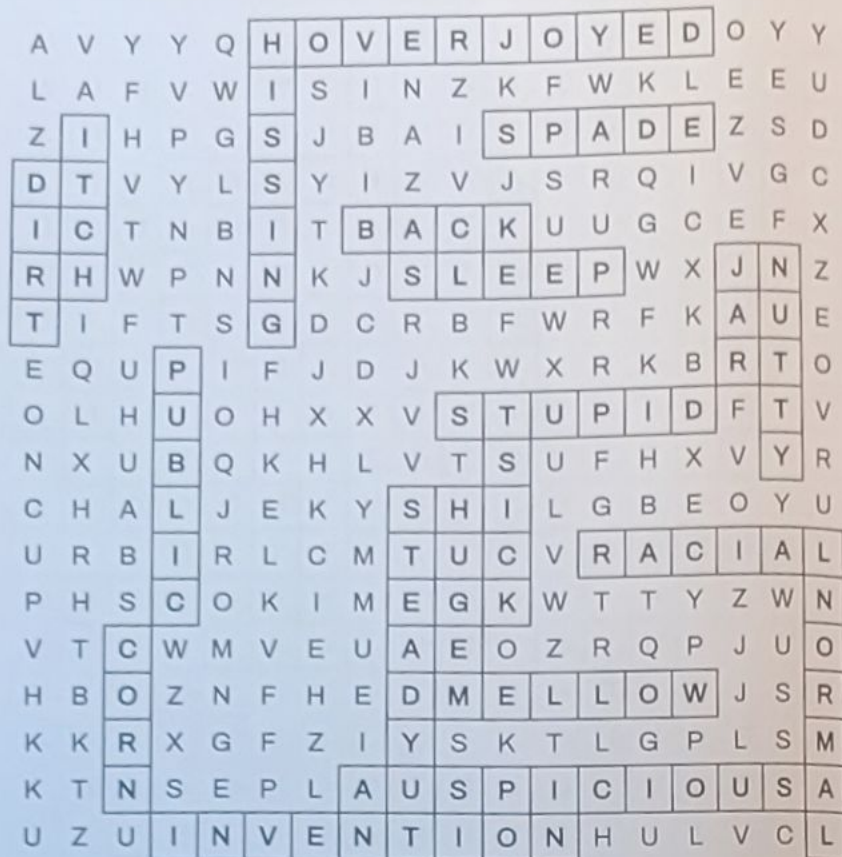 A V Y Y Q H O V E R J O Y E D O Y Y
L A F V W I S I N Z K F W K L E E U
Z I H P G S J B A I S P A D E Z S D
D T V Y L S Y I Z V J S R Q I V G C
I C T N B I T B A C K U U G C E F X
R H W P N N K J S L E E P W X J N Z
T I F T S G D C R B F W R F K A U E
E Q U P I F J D J K W X R K B R T O
O L H U O H X X V S T U P I D F T V
N X U B Q K H L V T S U F H X V Y R
C H A L J E K Y S H I L G B E O Y U
U R B I R L C M T U C V R A C I A L
P H S C O K I M E G K W T T Y Z W N
V T C W M V E U A E O Z R Q P J U O
H B O Z N F H E D M E L L O W J S R
K K R X G F Z I Y S K T L G P L S M
K T N S E P L A U S P I C I O U S A
U Z U I N V E N T I O N H U L V C L